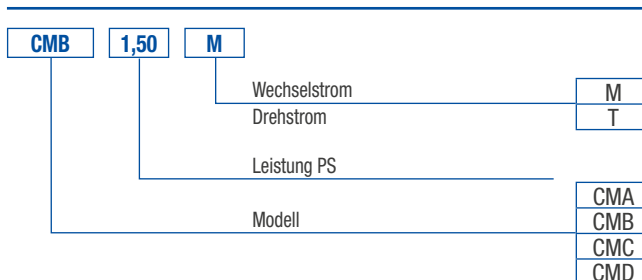 CMB 1,50 M
Wechselstrom M
Drehstrom T
Leistung PS
CMA
Modell CMB
CMC
CMD